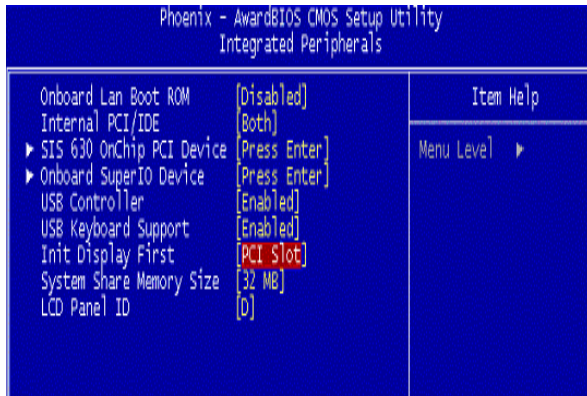 Phoenix - AwardBIOS CMOS Setup Utility
Integrated Peripherals
Onboard Lan Boot ROM [Disabled]
Internal PCI/IDE [Both]
SIS 630 OnChip PCI Device [Press Enter]
Onboard SuperIO Device [Press Enter]
USB Controller [Enabled]
USB Keyboard Support [Enabled]
Init Display First [PCI Slot]
System Share Memory Size [32 MB]
LCD Panel ID [D]
Item Help
Menu Level